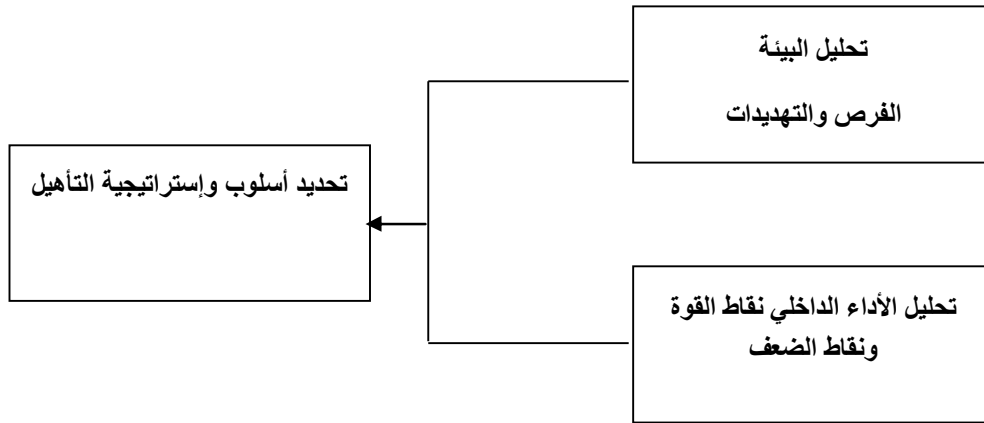 تحليل البيئة
الفرص والتهديدات
تحديد أسلوب وإستراتيجية التأهيل
تحليل الأداء الداخلي نقاط القوة
ونقاط الضعف